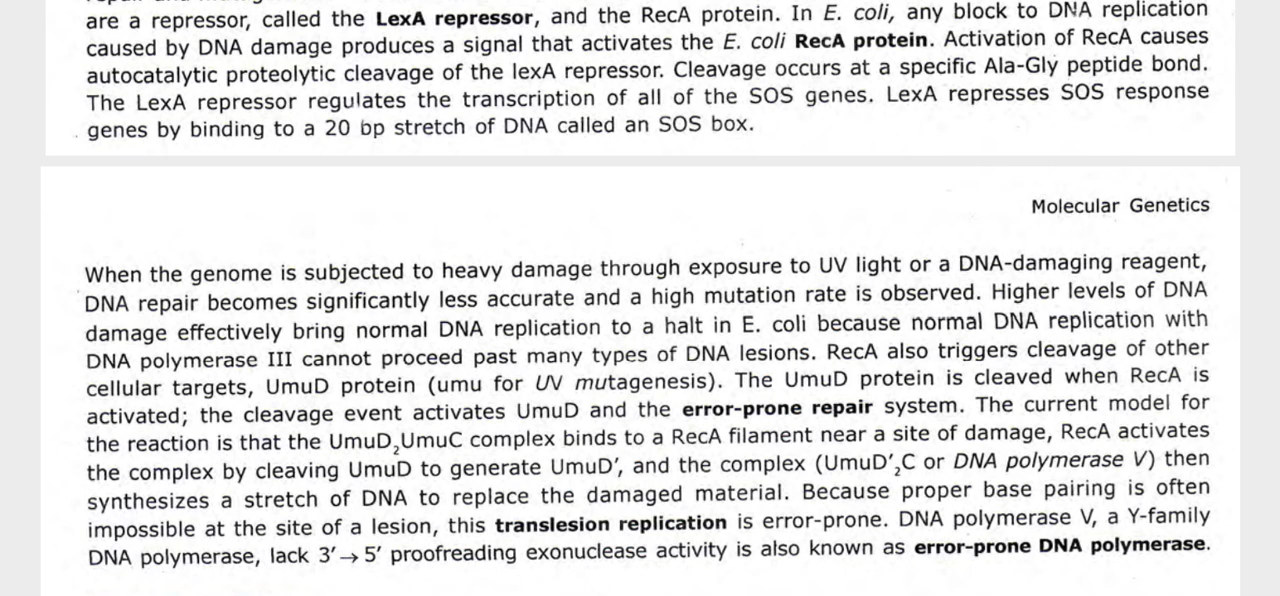 are a repressor, called the LexA repressor, and the RecA protein. In E. coli, any block to DNA replication
caused by DNA damage produces a signal that activates the E. coli RecA protein. Activation of RecA causes
autocatalytic proteolytic cleavage of the lexA repressor. Cleavage occurs at a specific Ala-Gly peptide bond.
The LexA repressor regulates the transcription of all of the SOS genes. LexA represses SOS response
genes by binding to a 20 bp stretch of DNA called an SOS box.
Molecular Genetics
When the genome is subjected to heavy damage through exposure to UV light or a DNA-damaging reagent,
DNA repair becomes significantly less accurate and a high mutation rate is observed. Higher levels of DNA
damage effectively bring normal DNA replication to a halt in E. coli because normal DNA replication with
DNA polymerase III cannot proceed past many types of DNA lesions. RecA also triggers cleavage of other
cellular targets, UmuD protein (umu for UV mutagenesis). The UmuD protein is cleaved when RecA is
activated; the cleavage event activates UmuD and the error-prone repair system. The current model for
the reaction is that the UmuD₂UmuC complex binds to a RecA filament near a site of damage, RecA activates
the complex by cleaving UmuD to generate UmuD′, and the complex (UmuD′₂C or DNA polymerase V) then
synthesizes a stretch of DNA to replace the damaged material. Because proper base pairing is often
impossible at the site of a lesion, this translesion replication is error-prone. DNA polymerase V, a Y-family
DNA polymerase, lack 3′→5′ proofreading exonuclease activity is also known as error-prone DNA polymerase.